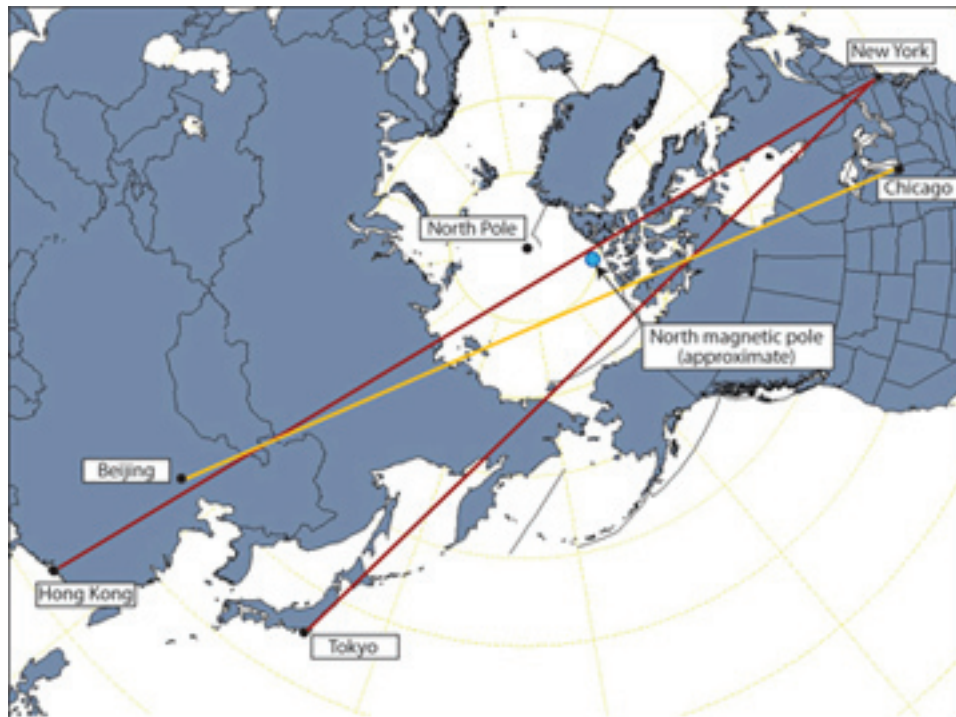 New York
Chicago
North Pole
North magnetic pole
(approximate)
Beijing
Hong Kong
Tokyo